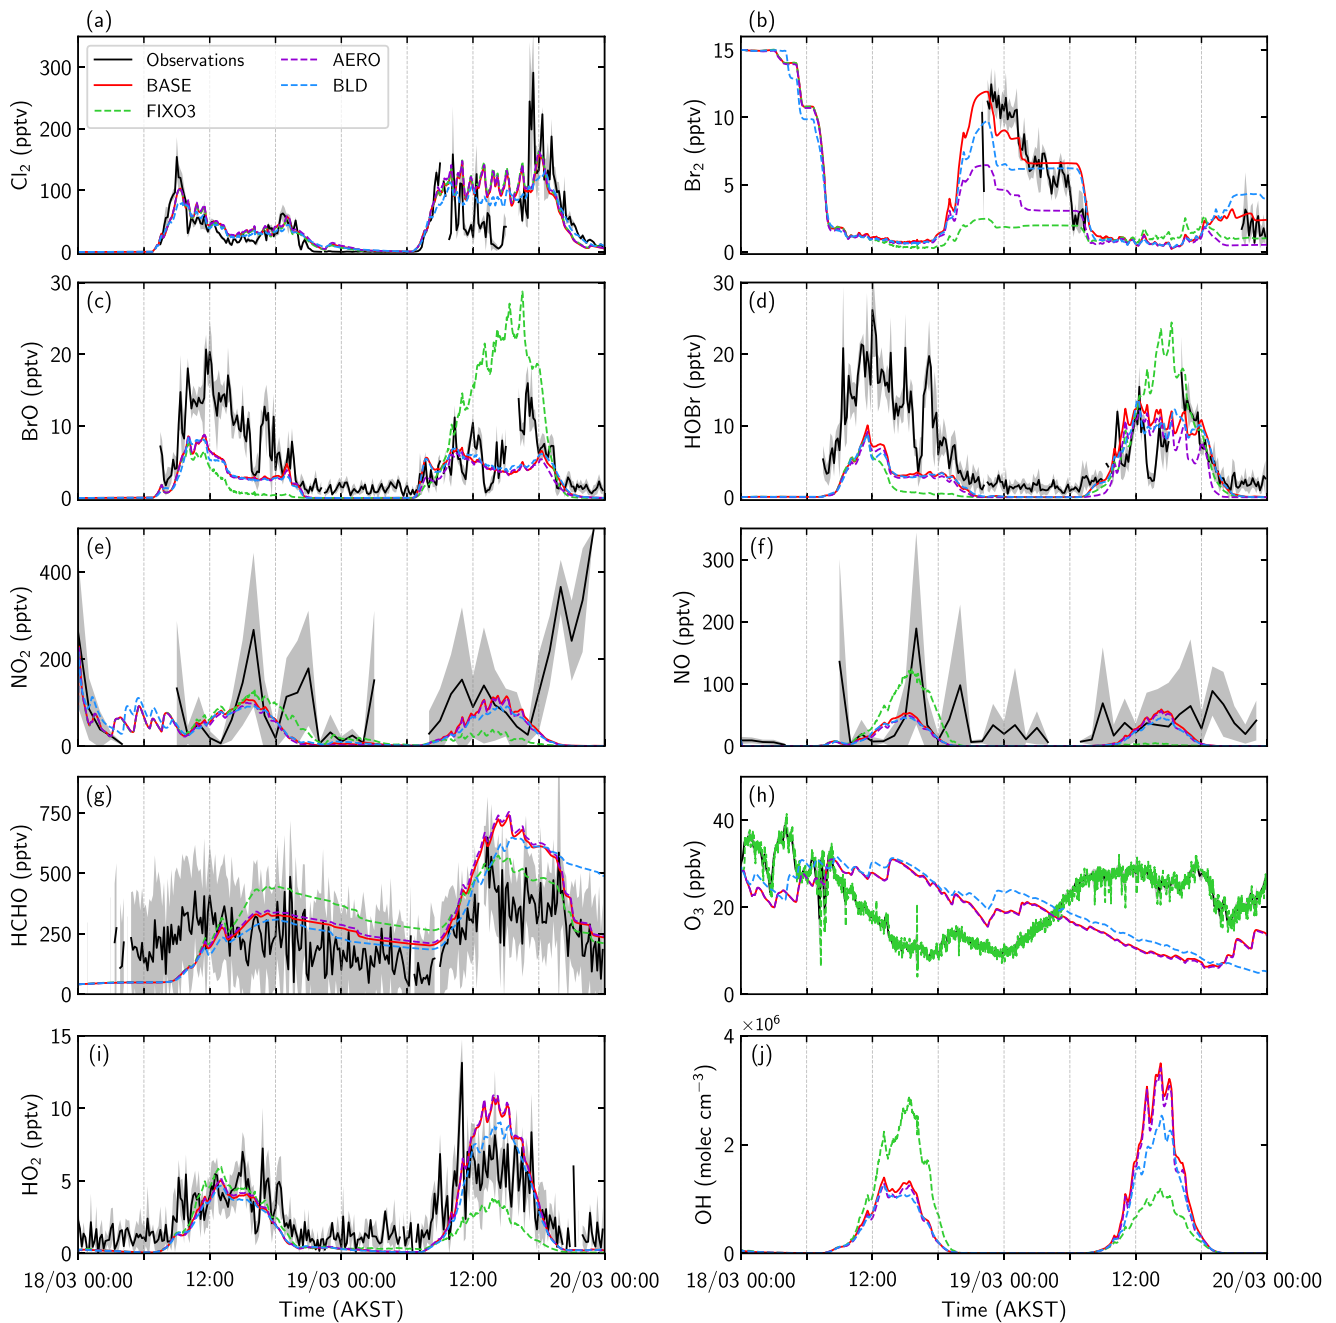 (a)
(b)
Observations
BASE
FIXO3
AERO
BLD
Cl₂ (pptv)
300
200
100
0
Br₂ (pptv)
15
10
5
0
(c)
(d)
BrO (pptv)
30
20
10
0
HOBr (pptv)
30
20
10
0
(e)
(f)
NO₂ (pptv)
400
200
0
NO (pptv)
300
200
100
0
(g)
(h)
HCHO (pptv)
750
500
250
0
O₃ (ppbv)
40
20
0
(i)
(j)
HO₂ (pptv)
15
10
5
0
×10⁶
OH (molec cm⁻³)
4
2
0
18/03 00:00 12:00 19/03 00:00 12:00 20/03 00:00
Time (AKST)
18/03 00:00 12:00 19/03 00:00 12:00 20/03 00:00
Time (AKST)